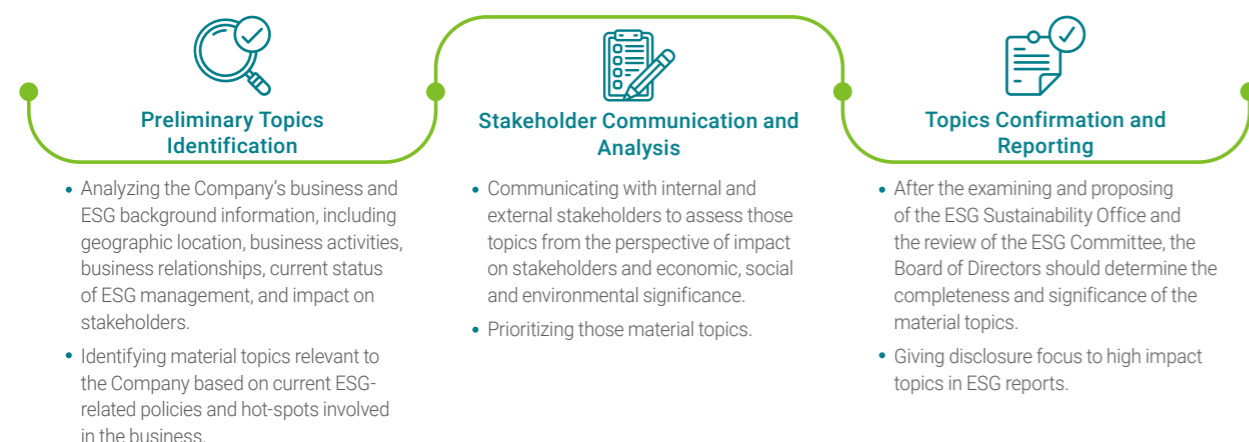 Preliminary Topics
Identification
• Analyzing the Company's business and
ESG background information, including
geographic location, business activities,
business relationships, current status
of ESG management, and impact on
stakeholders.
• Identifying material topics relevant to
the Company based on current ESG-
related policies and hot-spots involved
in the business.
Stakeholder Communication and
Analysis
• Communicating with internal and
external stakeholders to assess those
topics from the perspective of impact
on stakeholders and economic, social
and environmental significance.
• Prioritizing those material topics.
Topics Confirmation and
Reporting
• After the examining and proposing
of the ESG Sustainability Office and
the review of the ESG Committee, the
Board of Directors should determine the
completeness and significance of the
material topics.
• Giving disclosure focus to high impact
topics in ESG reports.